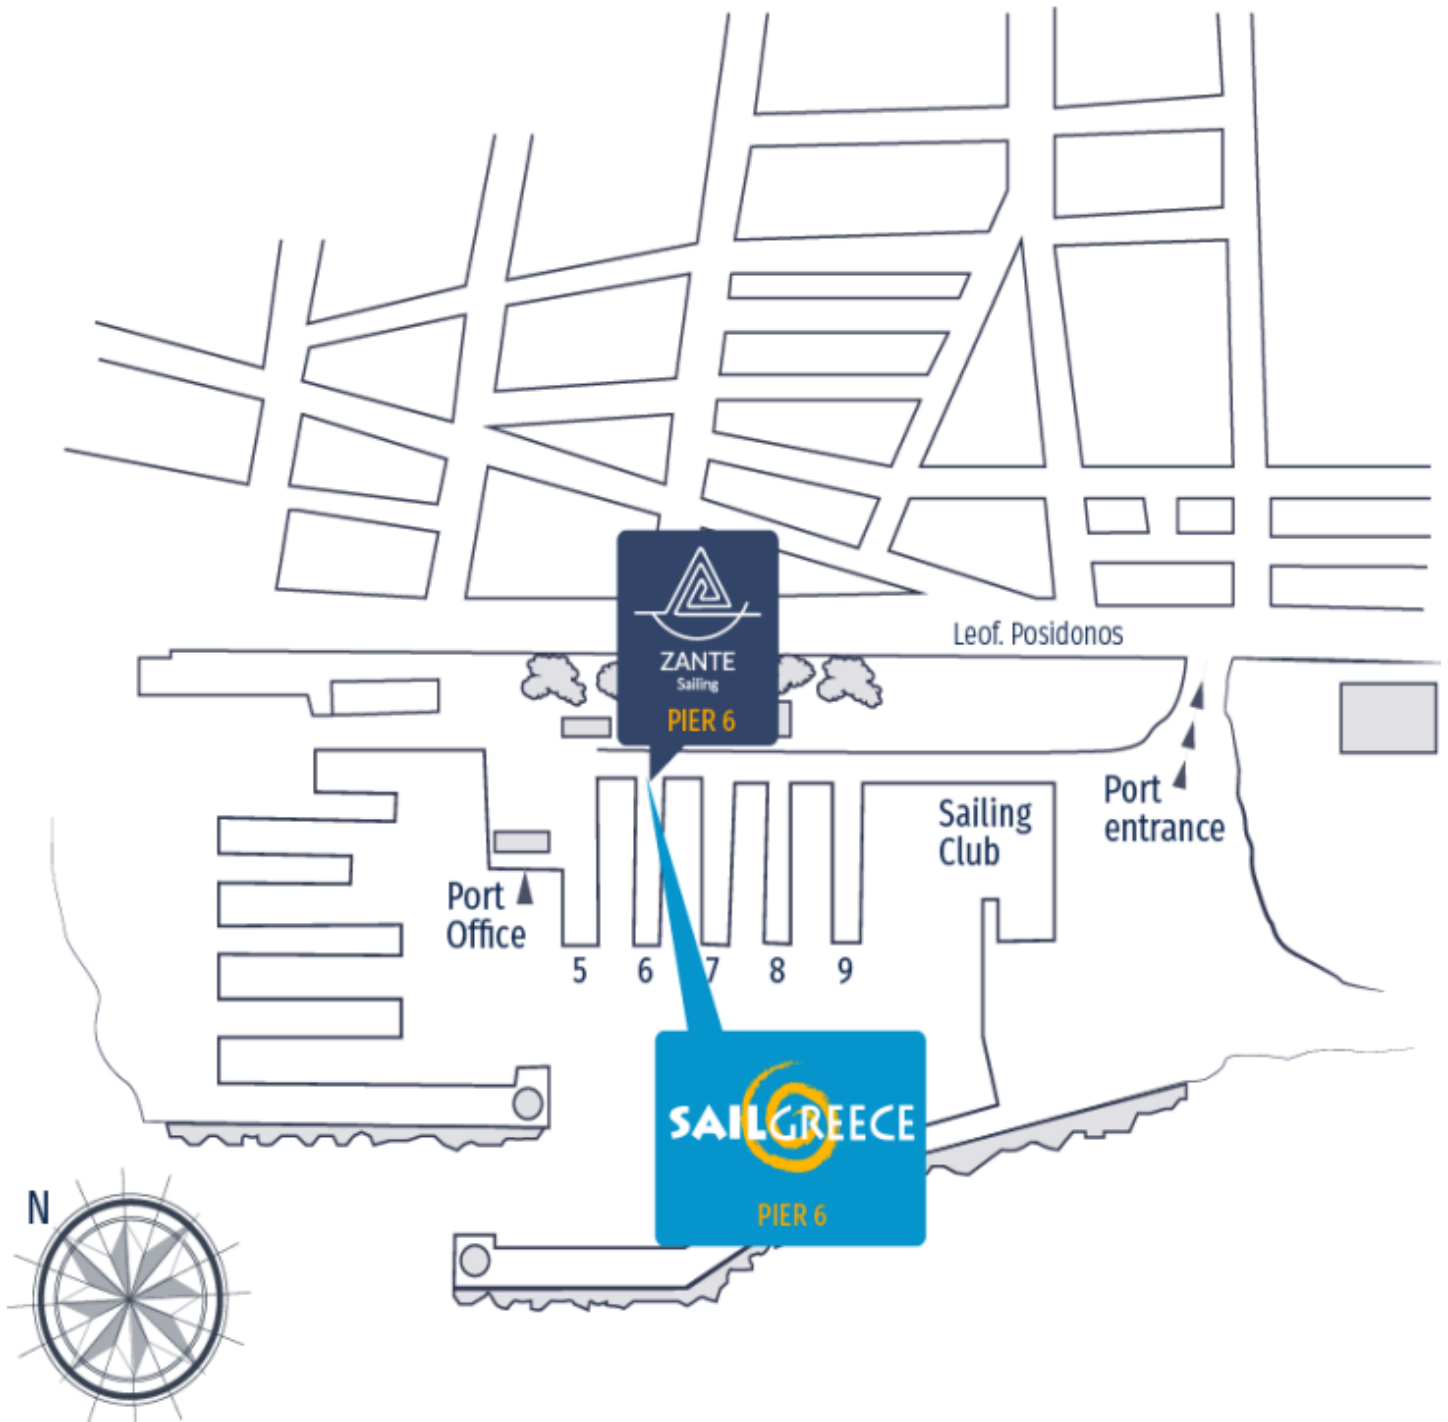 Leof. Posidonos
ZANTE
Sailing
PIER 6
Port
entrance
Sailing
Club
Port
Office
5 6 7 8 9
SAILGREECE
PIER 6
N